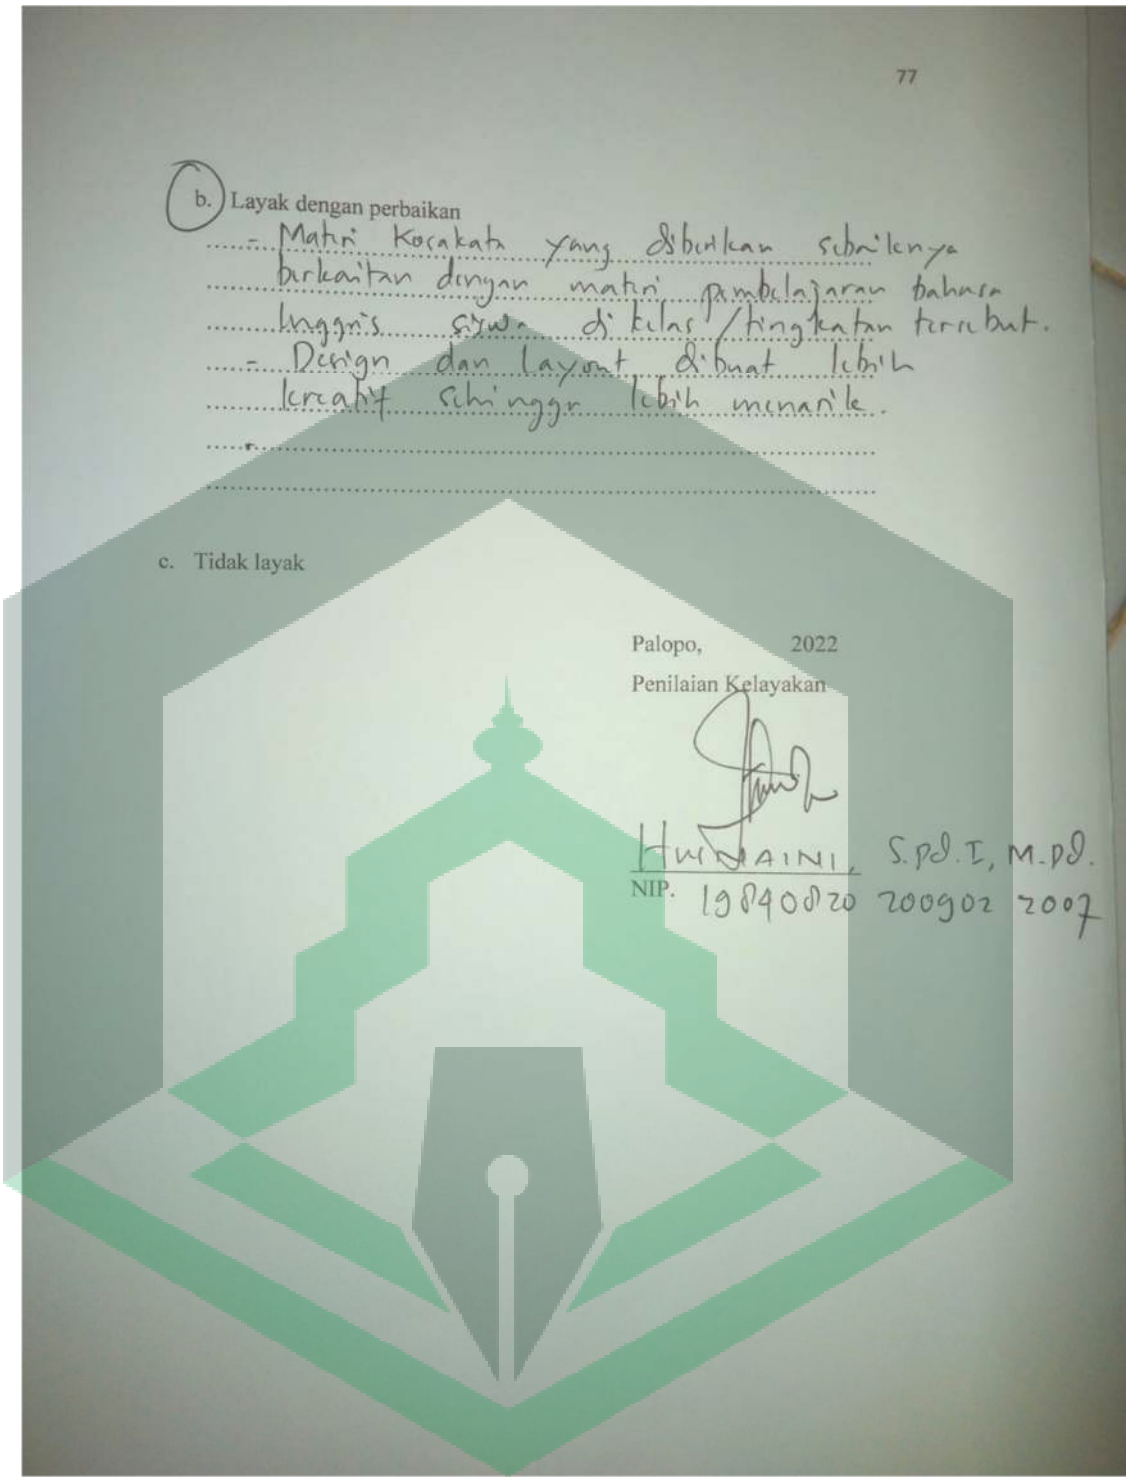 77
b. Layak dengan perbaikan
- Materi Kosakata yang diberikan sebaiknya
berkaitan dengan materi pembelajaran bahasa
Inggris siswa di kelas /tingkatan tersebut.
- Design dan layout dibuat lebih
kreatif sehingga lebih menarik.
c. Tidak layak
Palopo, 2022
Penilaian Kelayakan
HUSNAINI, S.Pd.I, M.Pd.
NIP. 19840820 200902 2007